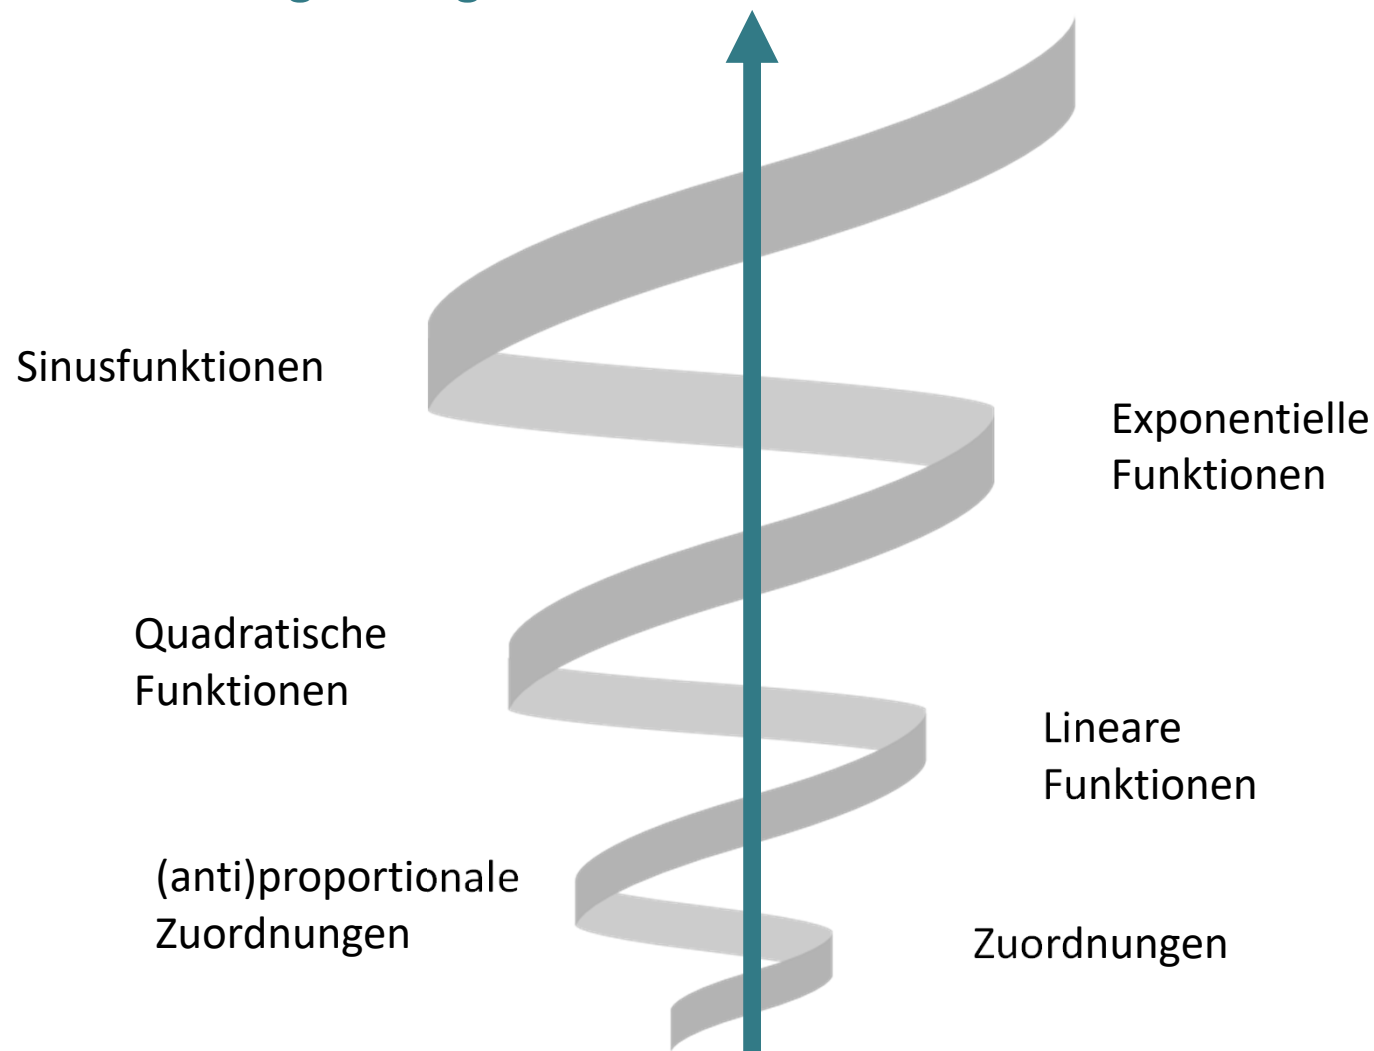 Sinusfunktionen
Exponentielle
Funktionen
Quadratische
Funktionen
Lineare
Funktionen
(anti)proportionale
Zuordnungen
Zuordnungen